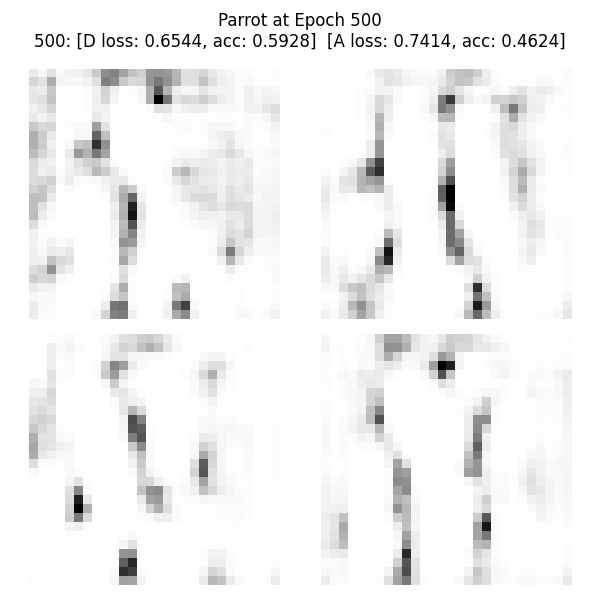 Parrot at Epoch 500
500: [D loss: 0.6544, acc: 0.5928]  [A loss: 0.7414, acc: 0.4624]